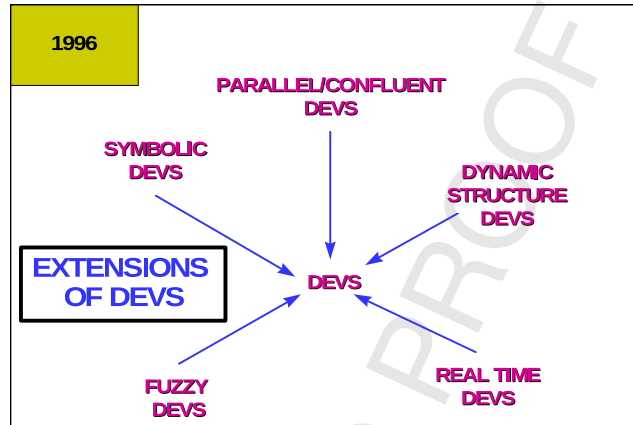 1996
PARALLEL/CONFLUENT
DEVS
SYMBOLIC
DEVS
DYNAMIC
STRUCTURE
DEVS
EXTENSIONS
OF DEVS
DEVS
FUZZY
DEVS
REAL TIME
DEVS
PROOF